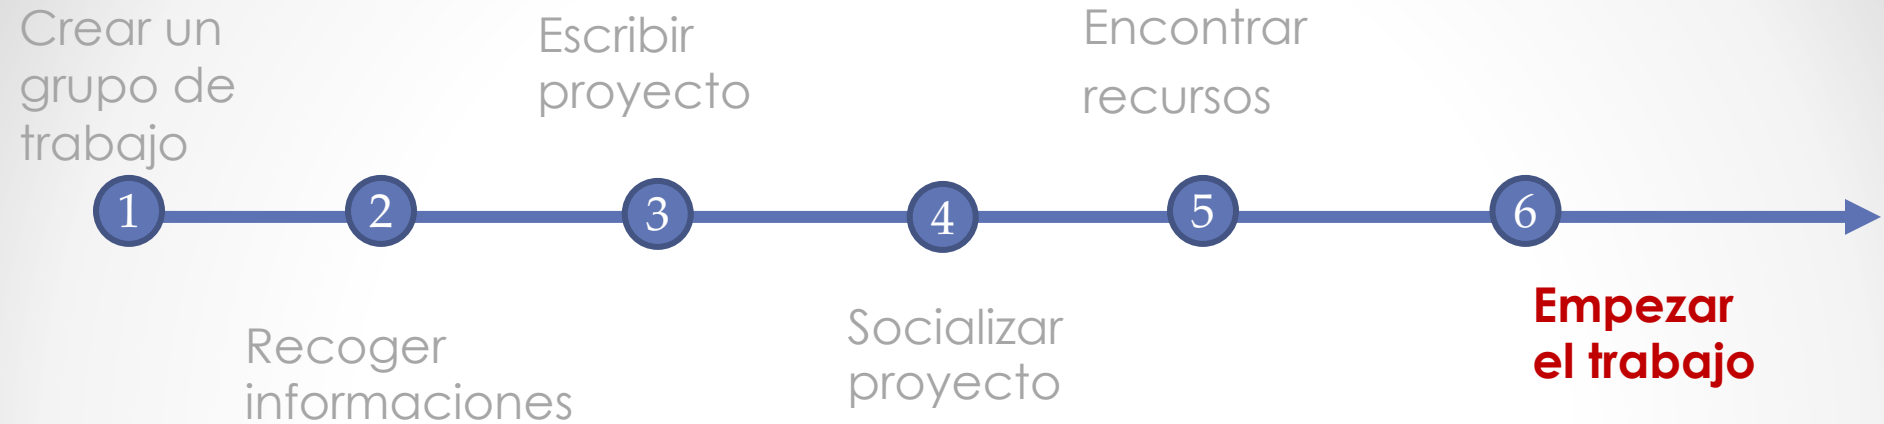 Crear un
grupo de
trabajo
Escribir
proyecto
Encontrar
recursos
1
2
3
4
5
6
Recoger
informaciones
Socializar
proyecto
Empezar
el trabajo